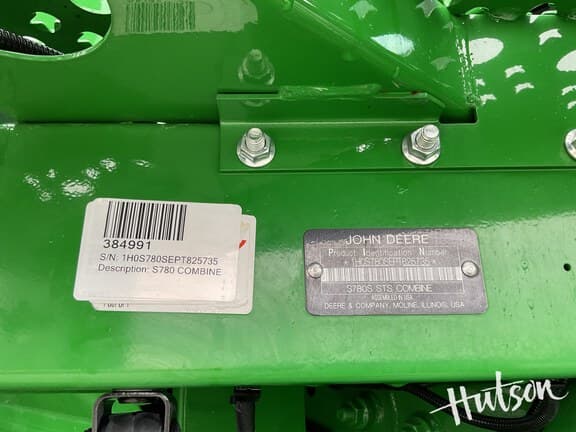 384991
S/N: 1H0S780SEPT825735
Description: S780 COMBINE
JOHN DEERE
Product Identification Number
*1H0S780SEPT825735*
S780S STS COMBINE
ASSEMBLED IN USA
DEERE & COMPANY, MOLINE, ILLINOIS, USA
Hutson